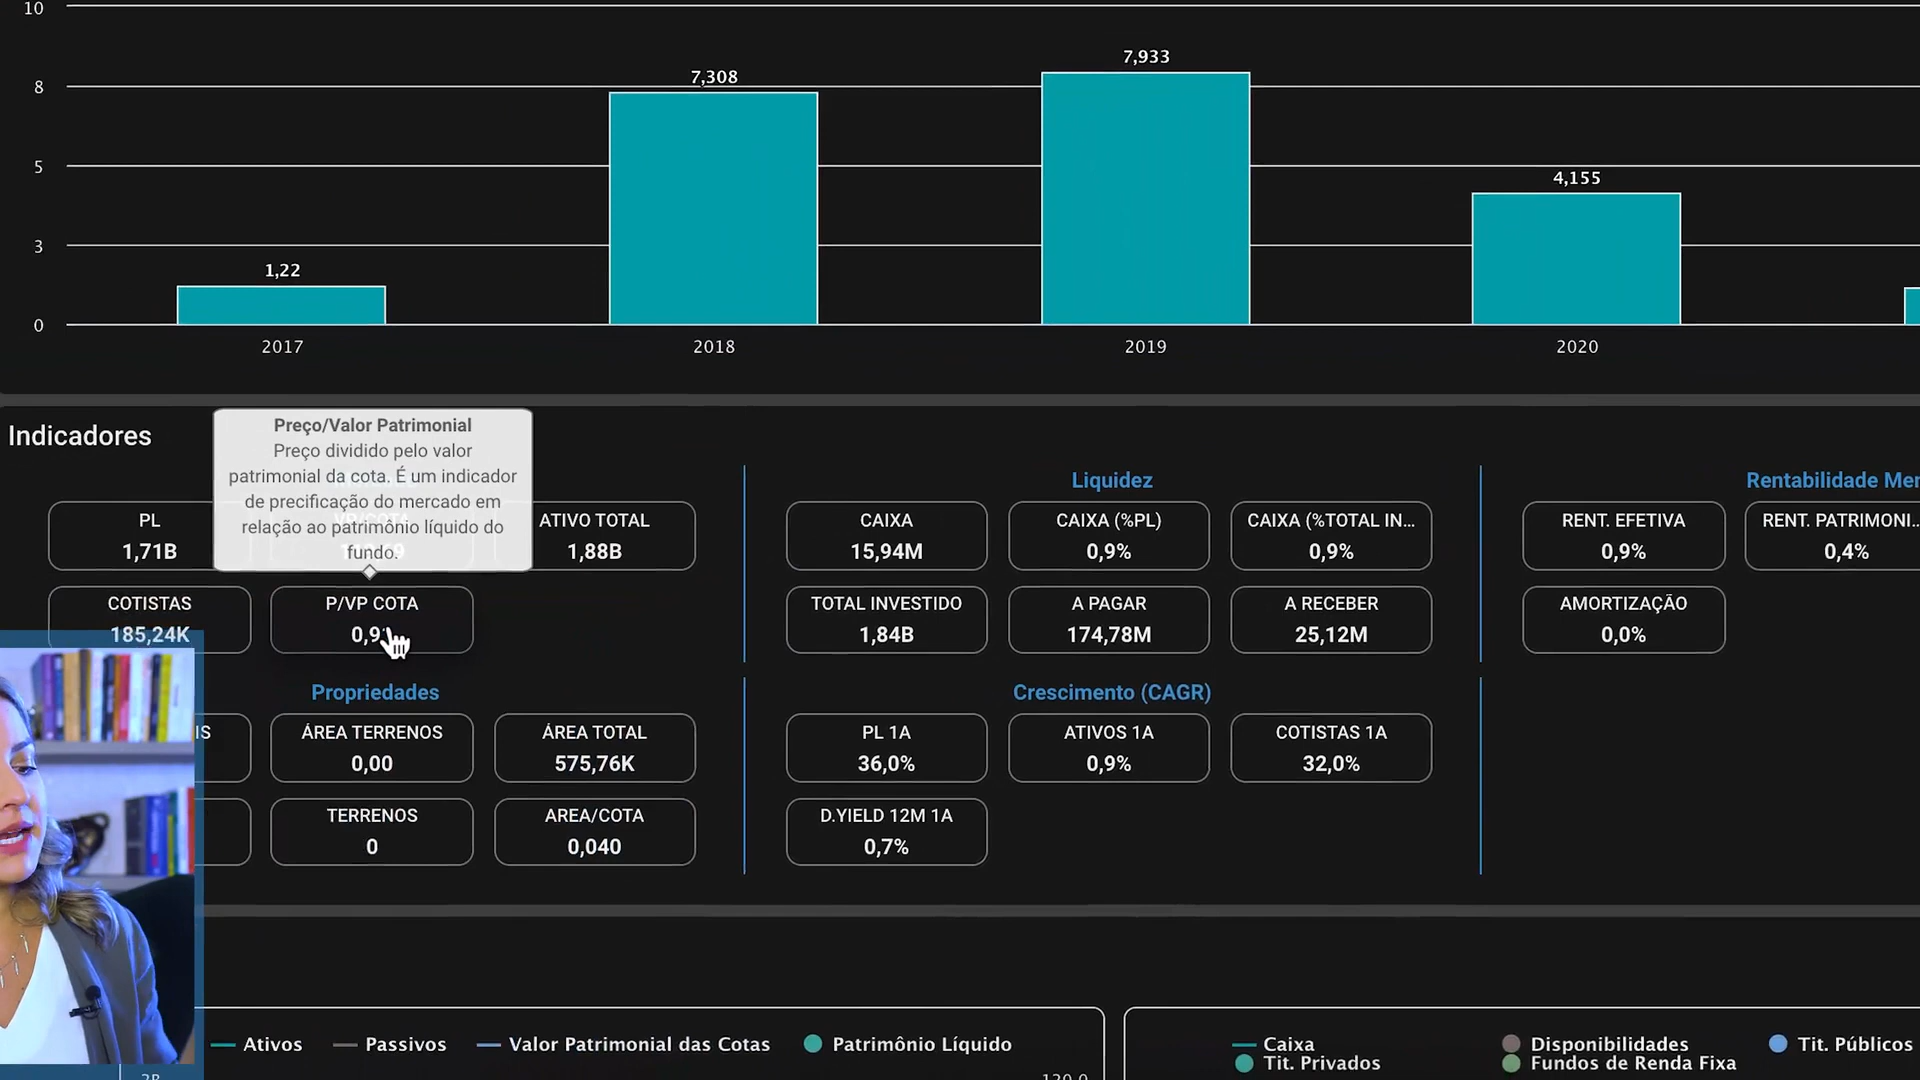 10
8
5
3
0
1,22
7,308
7,933
4,155
2017
2018
2019
2020
Indicadores
Preço/Valor Patrimonial
Preço dividido pelo valor
patrimonial da cota. É um indicador
de precificação do mercado em
relação ao patrimônio líquido do
fundo.
PL
1,71B
ATIVO TOTAL
1,88B
COTISTAS
185,24K
P/VP COTA
Propriedades
IS
ÁREA TERRENOS
0,00
ÁREA TOTAL
575,76K
TERRENOS
0
AREA/COTA
0,040
Liquidez
CAIXA
15,94M
CAIXA (%PL)
0,9%
CAIXA (%TOTAL IN...
0,9%
TOTAL INVESTIDO
1,84B
A PAGAR
174,78M
A RECEBER
25,12M
Crescimento (CAGR)
PL 1A
36,0%
ATIVOS 1A
0,9%
COTISTAS 1A
32,0%
D.YIELD 12M 1A
0,7%
Rentabilidade Men
RENT. EFETIVA
0,9%
RENT. PATRIMONI...
0,4%
AMORTIZAÇÃO
0,0%
Ativos
Passivos
Valor Patrimonial das Cotas
Patrimônio Líquido
Caixa
Disponibilidades
Tit. Públicos
Tit. Privados
Fundos de Renda Fixa
120.0